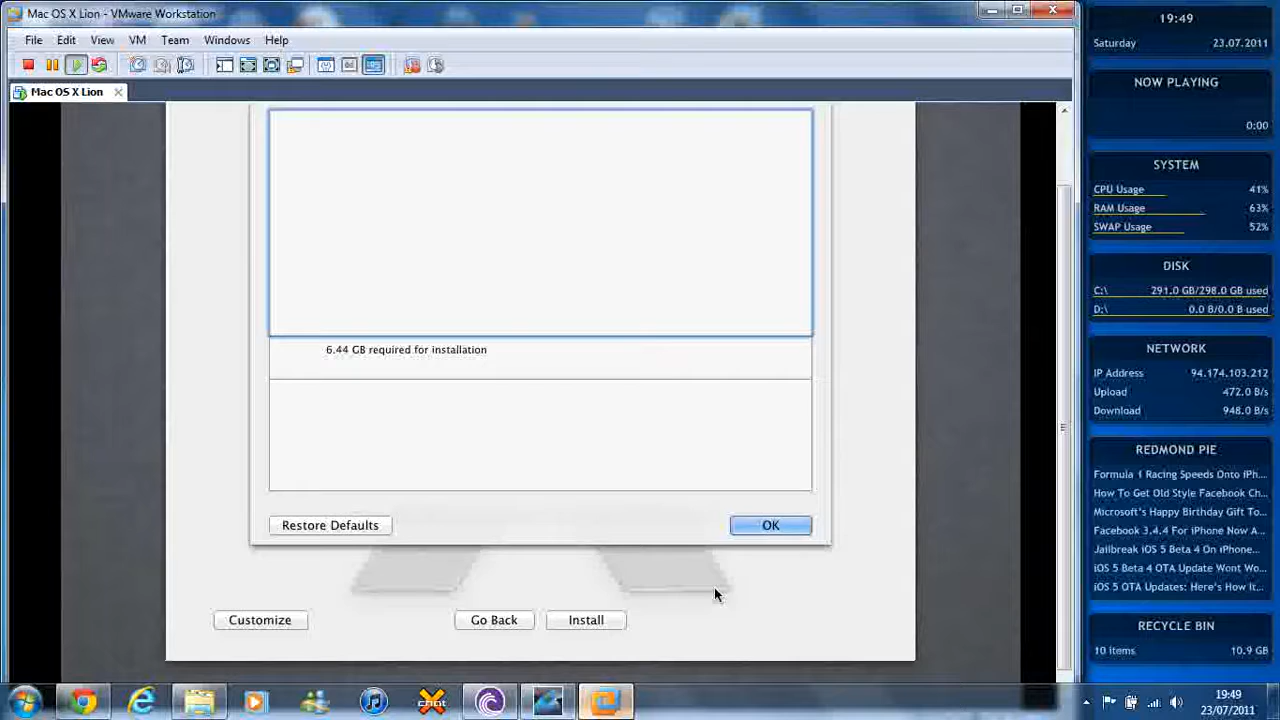 Mac OS X Lion - VMware Workstation
File Edit View VM Team Windows Help
Mac OS X Lion
6.44 GB required for installation
Restore Defaults
OK
Customize
Go Back
Install
19:49
Saturday 23.07.2011
NOW PLAYING
0:00
SYSTEM
CPU Usage 41%
RAM Usage 63%
SWAP Usage 52%
DISK
C:\ 291.0 GB/298.0 GB used
D:\ 0.0 B/0.0 B used
NETWORK
IP Address 94.174.103.212
Upload 472.0 B/s
Download 948.0 B/s
REDMOND PIE
Formula 1 Racing Speeds Onto iPh...
How To Get Old Style Facebook Ch...
Microsoft's Happy Birthday Gift To...
Facebook 3.4.4 For iPhone Now A...
Jailbreak iOS 5 Beta 4 On iPhone...
iOS 5 Beta 4 OTA Update Wont Wo...
iOS 5 OTA Updates: Here's How It...
RECYCLE BIN
10 items 10.9 GB
chat
19:49
23/07/2011